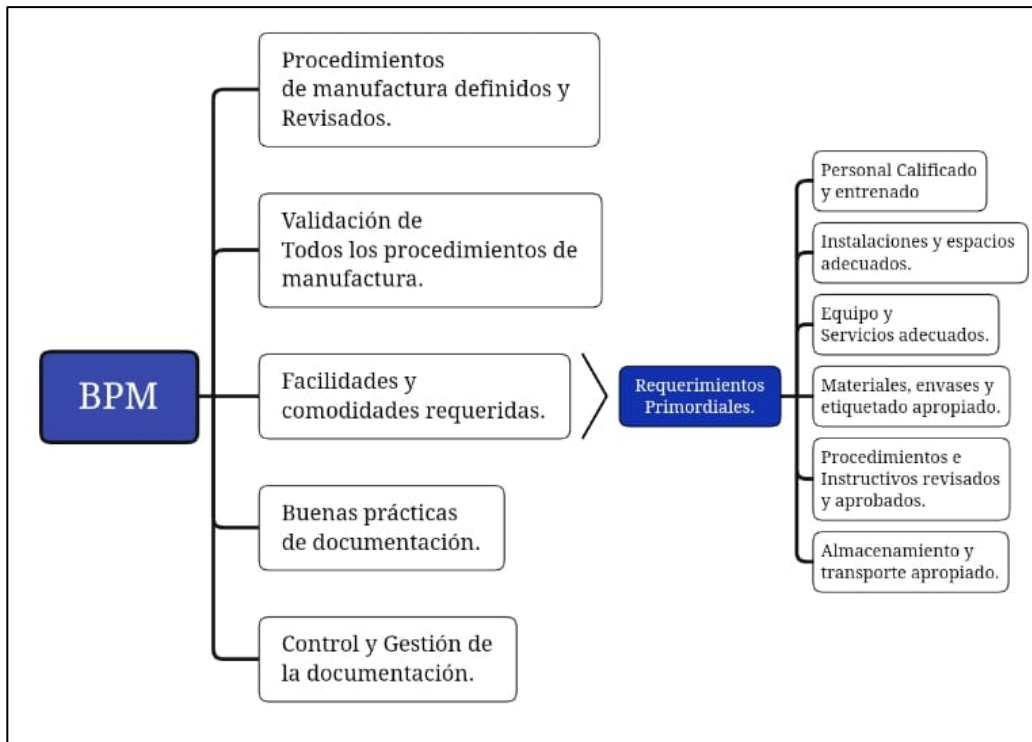 BPM
Procedimientos
de manufactura definidos y
Revisados.
Validación de
Todos los procedimientos de
manufactura.
Facilidades y
comodidades requeridas.
Buenas prácticas
de documentación.
Control y Gestión de
la documentación.
Requerimientos
Primordiales.
Personal Calificado
y entrenado
Instalaciones y espacios
adecuados.
Equipo y
Servicios adecuados.
Materiales, envases y
etiquetado apropiado.
Procedimientos e
Instructivos revisados
y aprobados.
Almacenamiento y
transporte apropiado.